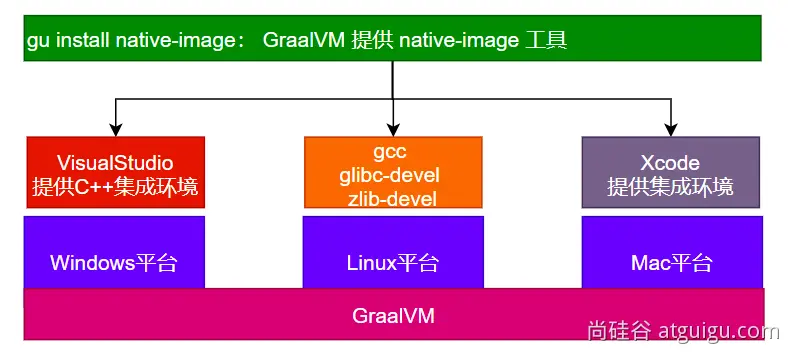 gu install native-image： GraalVM 提供 native-image 工具
VisualStudio
提供C++集成环境
gcc
glibc-devel
zlib-devel
Xcode
提供集成环境
Windows平台
Linux平台
Mac平台
GraalVM
尚硅谷 atguigu.com